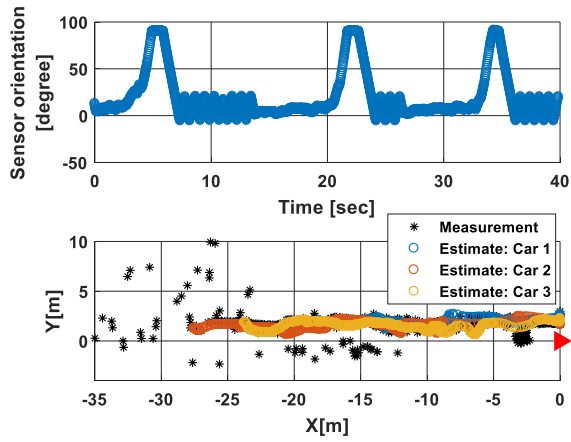 Sensor orientation
[degree]
100
50
0
-50
0
10
20
30
40
Time [sec]
Measurement
Estimate: Car 1
Estimate: Car 2
Estimate: Car 3
Y[m]
10
5
0
-35
-30
-25
-20
-15
-10
-5
0
X[m]